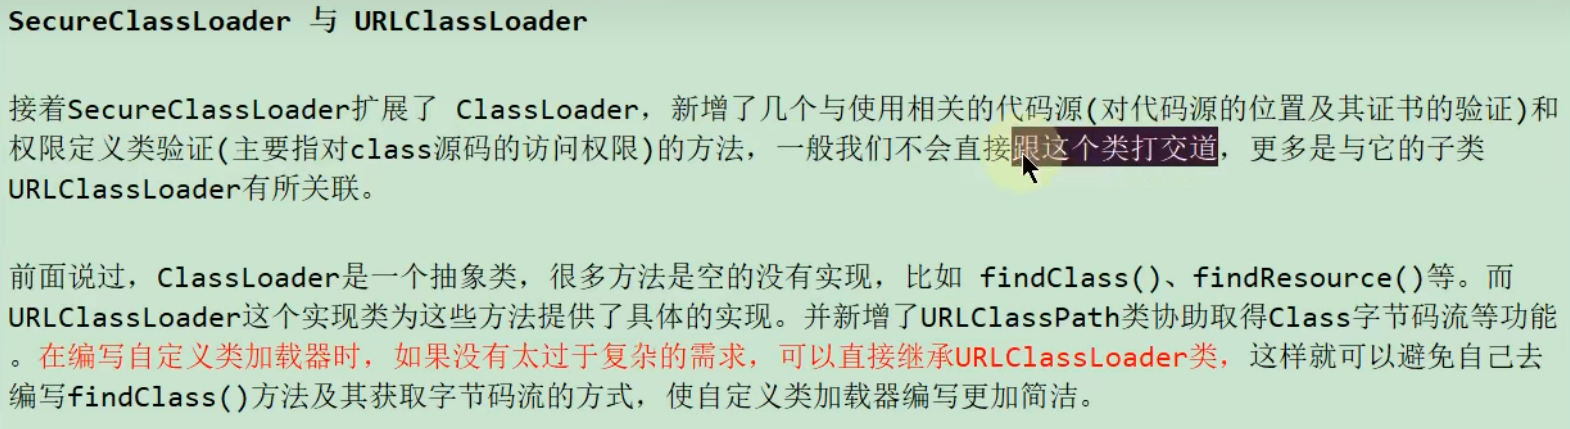 SecureClassLoader 与 URLClassLoader
接着SecureClassLoader扩展了 ClassLoader，新增了几个与使用相关的代码源(对代码源的位置及其证书的验证)和
权限定义类验证(主要指对class源码的访问权限)的方法，一般我们不会直接跟这个类打交道，更多是与它的子类
URLClassLoader有所关联。
前面说过，ClassLoader是一个抽象类，很多方法是空的没有实现，比如 findClass()、findResource()等。而
URLClassLoader这个实现类为这些方法提供了具体的实现。并新增了URLClassPath类协助取得Class字节码流等功能
。在编写自定义类加载器时，如果没有太过于复杂的需求，可以直接继承URLClassLoader类，这样就可以避免自己去
编写findClass()方法及其获取字节码流的方式，使自定义类加载器编写更加简洁。